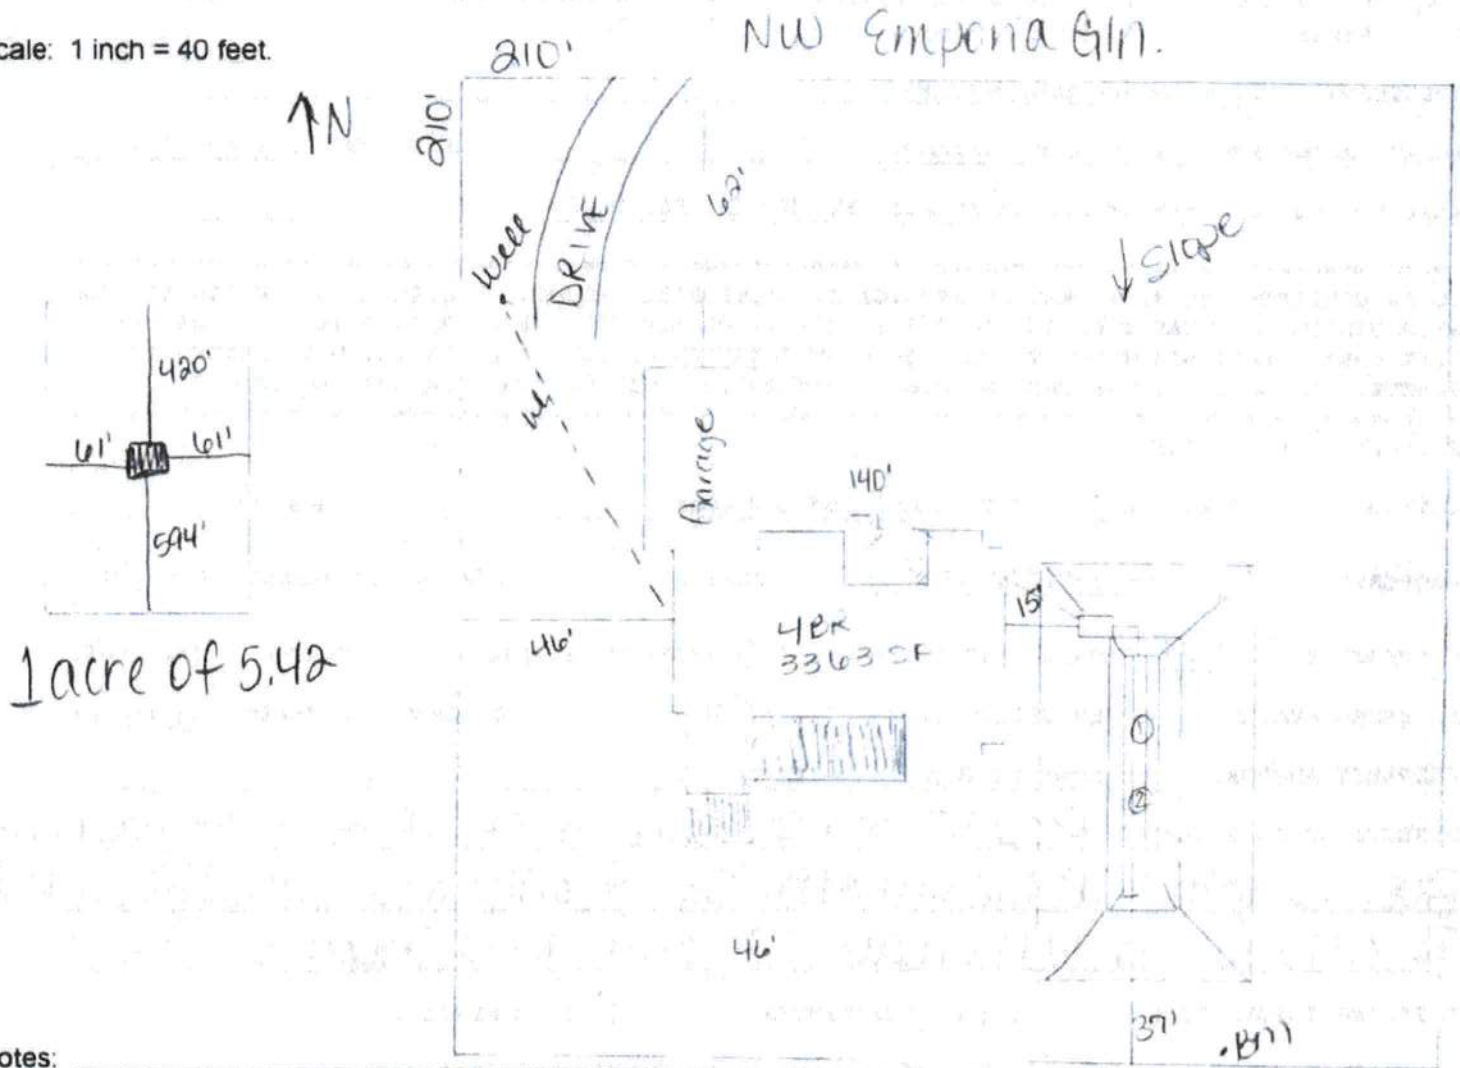 cale: 1 inch = 40 feet.
NW Emporia Gln.
210'
↑N
210'
62'
Well
DRIVE
Slope
420'
61'
61'
594'
Garage
140'
46'
4BR
3363 SF
15'
1 acre of 5.42
1
2
46'
37'
otes: